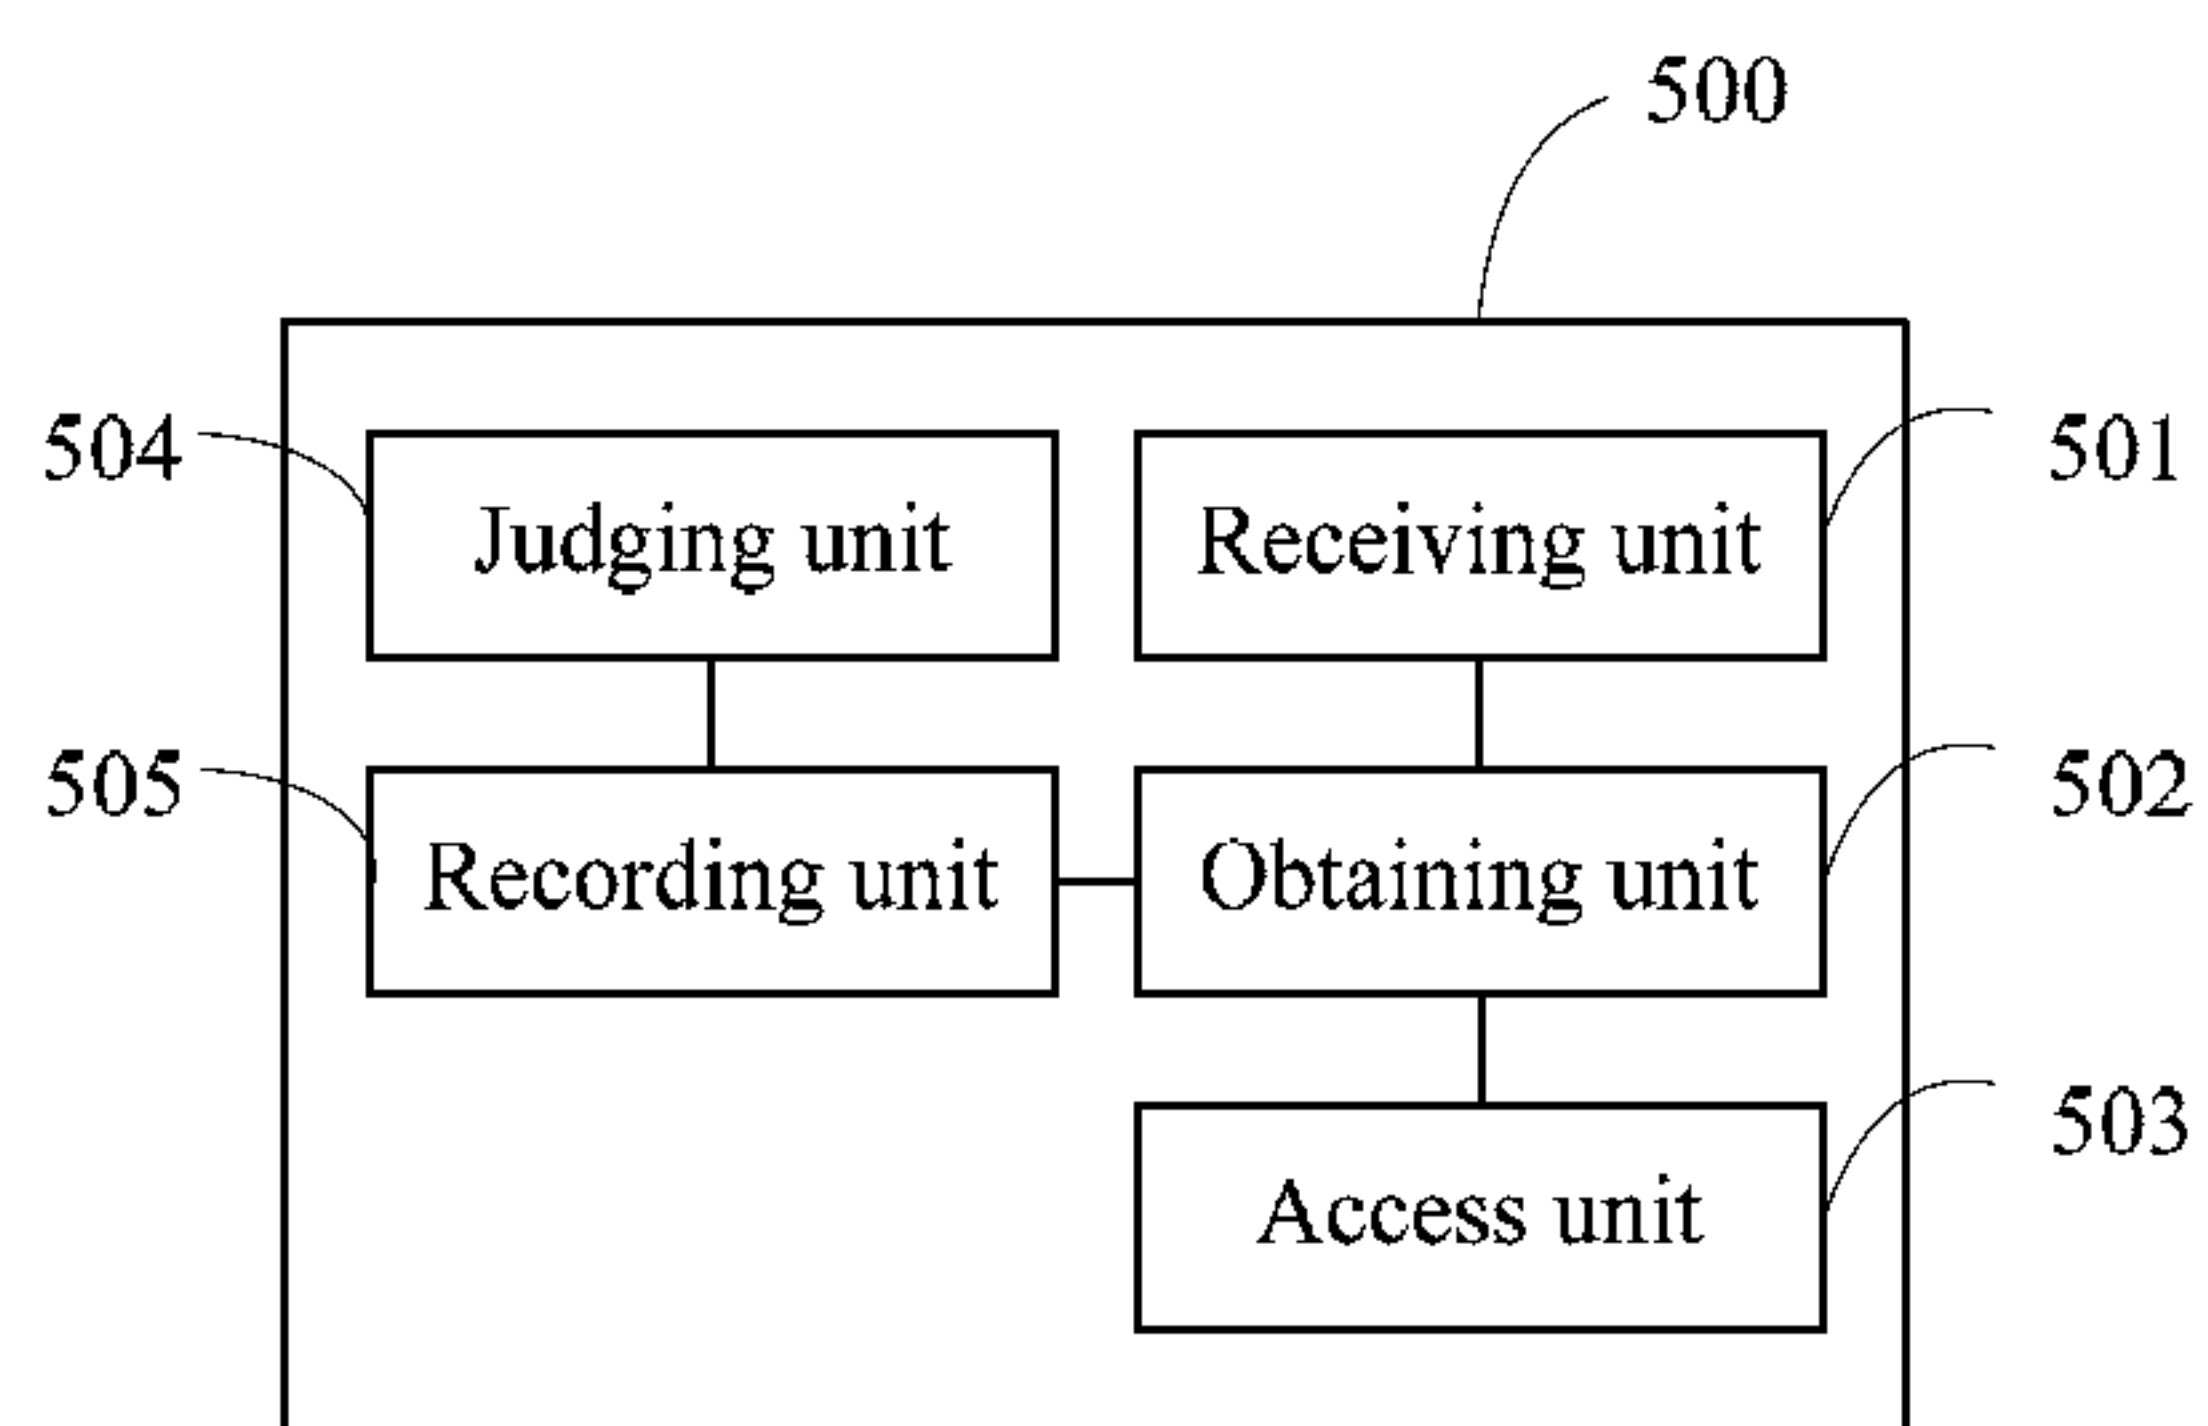 500
504
Judging unit
Receiving unit
501
505
Recording unit
Obtaining unit
502
Access unit
503